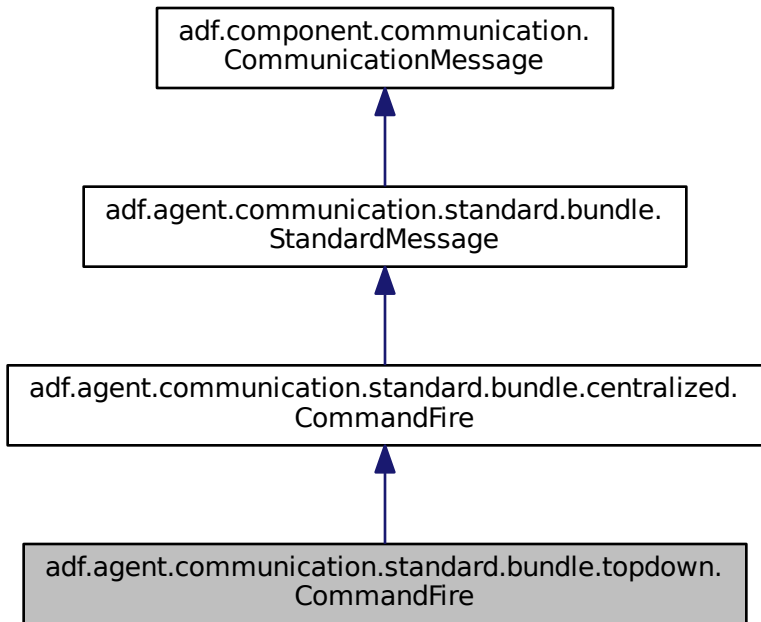 adf.component.communication.
CommunicationMessage
adf.agent.communication.standard.bundle.
StandardMessage
adf.agent.communication.standard.bundle.centralized.
CommandFire
adf.agent.communication.standard.bundle.topdown.
CommandFire